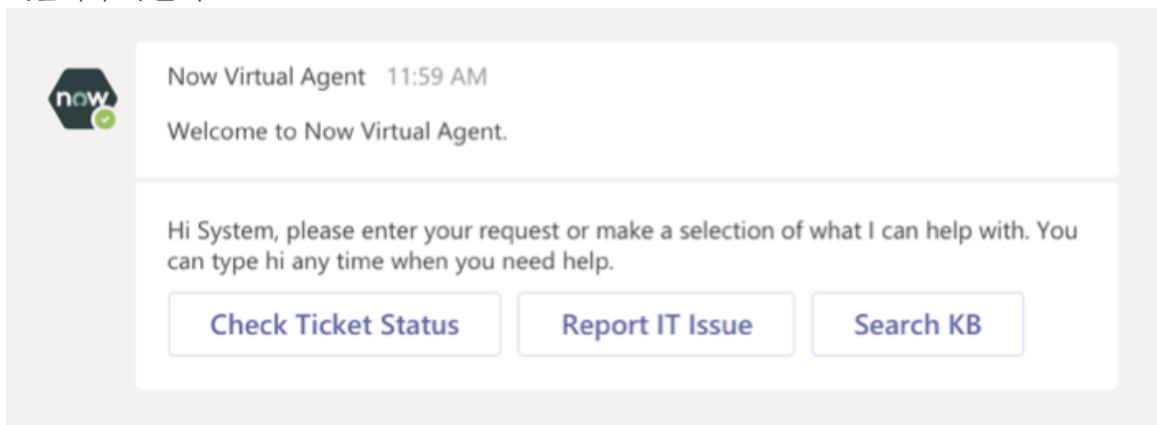 Now Virtual Agent 11:59 AM
now
Welcome to Now Virtual Agent.
Hi System, please enter your request or make a selection of what I can help with. You
can type hi any time when you need help.
Check Ticket Status Report IT Issue Search KB